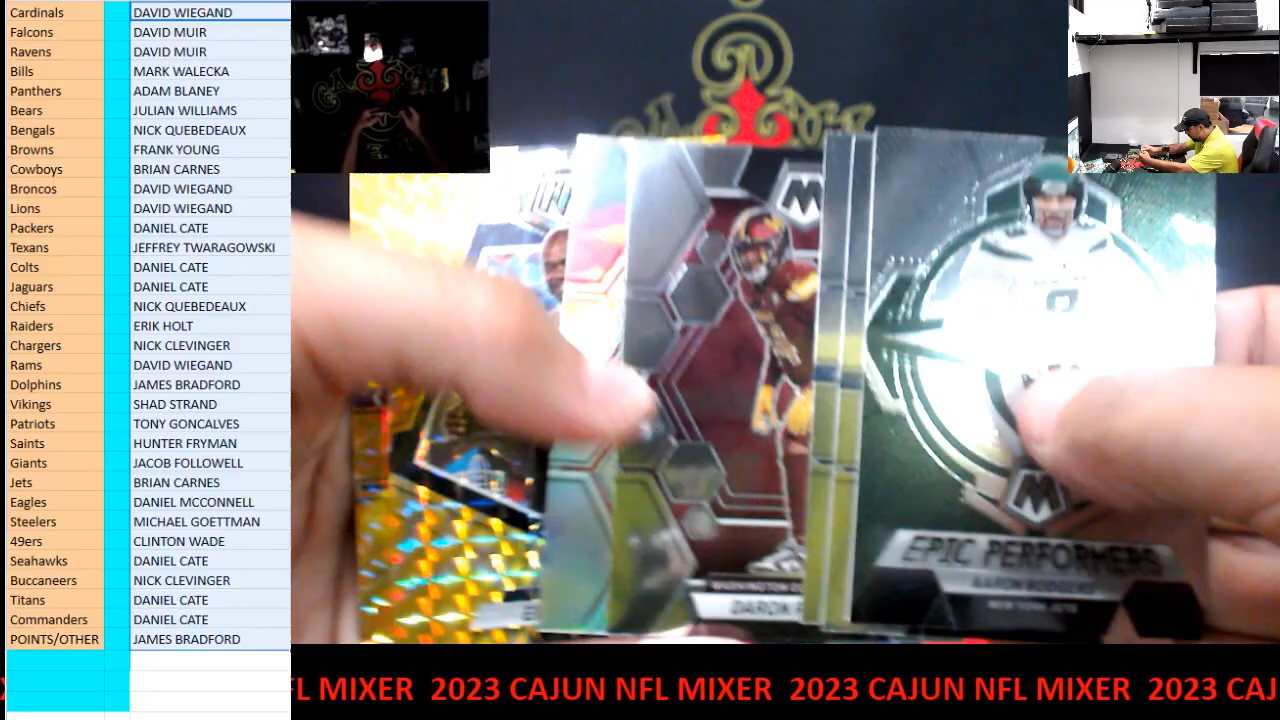 Cardinals DAVID WIEGAND
Falcons DAVID MUIR
Ravens DAVID MUIR
Bills MARK WALECKA
Panthers ADAM BLANEY
Bears JULIAN WILLIAMS
Bengals NICK QUEBEDEAUX
Browns FRANK YOUNG
Cowboys BRIAN CARNES
Broncos DAVID WIEGAND
Lions DAVID WIEGAND
Packers DANIEL CATE
Texans JEFFREY TWARAGOWSKI
Colts DANIEL CATE
Jaguars DANIEL CATE
Chiefs NICK QUEBEDEAUX
Raiders ERIK HOLT
Chargers NICK CLEVINGER
Rams DAVID WIEGAND
Dolphins JAMES BRADFORD
Vikings SHAD STRAND
Patriots TONY GONCALVES
Saints HUNTER FRYMAN
Giants JACOB FOLLOWELL
Jets BRIAN CARNES
Eagles DANIEL MCCONNELL
Steelers MICHAEL GOETTMAN
49ers CLINTON WADE
Seahawks DANIEL CATE
Buccaneers NICK CLEVINGER
Titans DANIEL CATE
Commanders DANIEL CATE
POINTS/OTHER JAMES BRADFORD
WASHINGTON
DARON
EPIC PERFORMERS
AARON RODGERS
NEW YORK JETS
FL MIXER 2023 CAJUN NFL MIXER 2023 CAJUN NFL MIXER 2023 CAJ